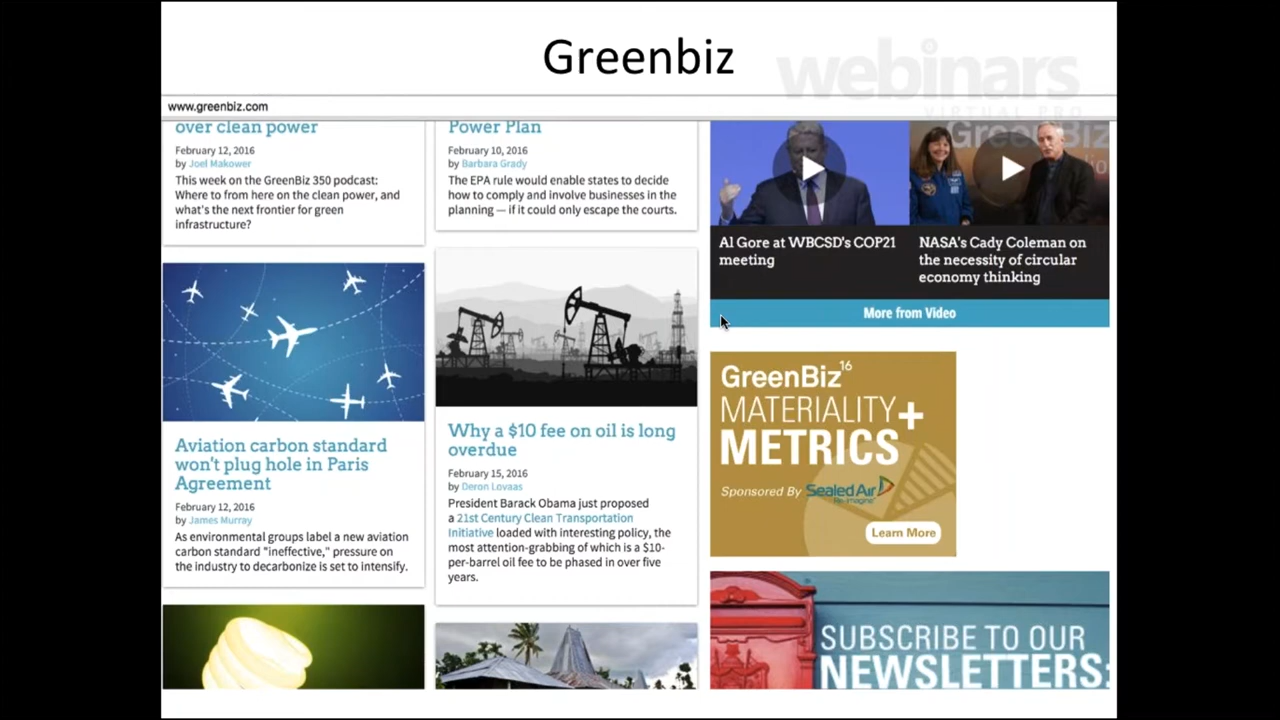 Greenbiz
webinars
VIRTUAL PRO
www.greenbiz.com
over clean power
February 12, 2016
by Joel Makower
This week on the GreenBiz 350 podcast:
Where to from here on the clean power, and
what's the next frontier for green
infrastructure?
Aviation carbon standard
won't plug hole in Paris
Agreement
February 12, 2016
by James Murray
As environmental groups label a new aviation
carbon standard "ineffective," pressure on
the industry to decarbonize is set to intensify.
Power Plan
February 10, 2016
by Barbara Grady
The EPA rule would enable states to decide
how to comply and involve businesses in the
planning — if it could only escape the courts.
Why a $10 fee on oil is long
overdue
February 15, 2016
by Deron Lovaas
President Barack Obama just proposed
a 21st Century Clean Transportation
Initiative loaded with interesting policy, the
most attention-grabbing of which is a $10-
per-barrel oil fee to be phased in over five
years.
GreenBiz
Al Gore at WBCSD's COP21
meeting
NASA's Cady Coleman on
the necessity of circular
economy thinking
More from Video
GreenBiz16
MATERIALITY+
METRICS
Sponsored By Sealed Air
Re-imagine
Learn More
SUBSCRIBE TO OUR
NEWSLETTERS: